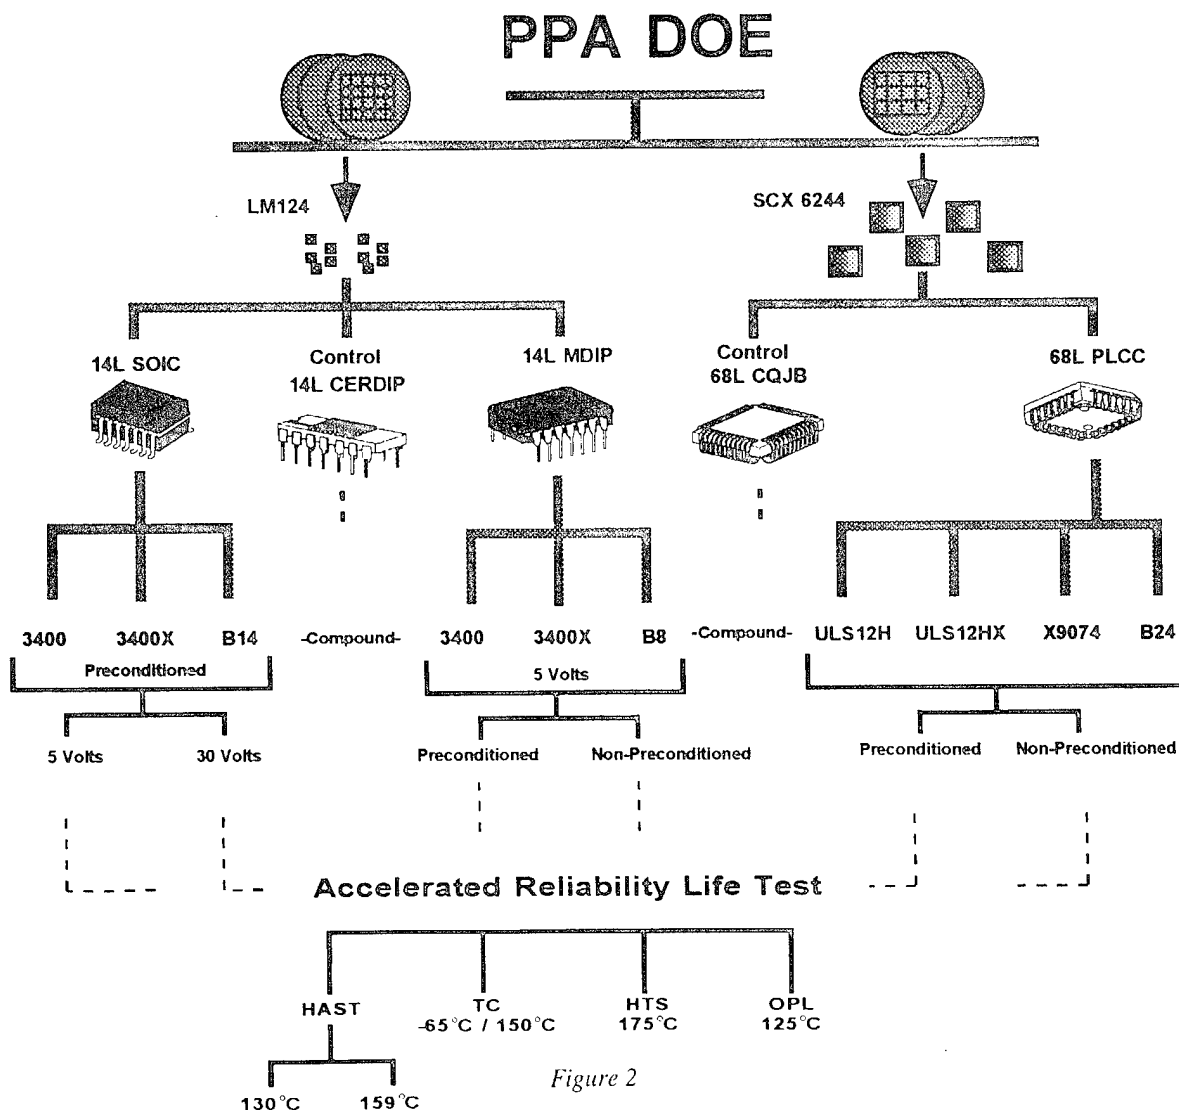 PPA DOE
LM124
SCX 6244
14L SOIC
Control
14L CERDIP
14L MDIP
Control
68L CQJB
68L PLCC
3400 3400X B14 -Compound- 3400 3400X B8 -Compound- ULS12H ULS12HX X9074 B24
Preconditioned
5 Volts
5 Volts 30 Volts Preconditioned Non-Preconditioned Preconditioned Non-Preconditioned
Accelerated Reliability Life Test
HAST
TC
-65°C / 150°C
HTS
175°C
OPL
125°C
130°C 159°C
Figure 2